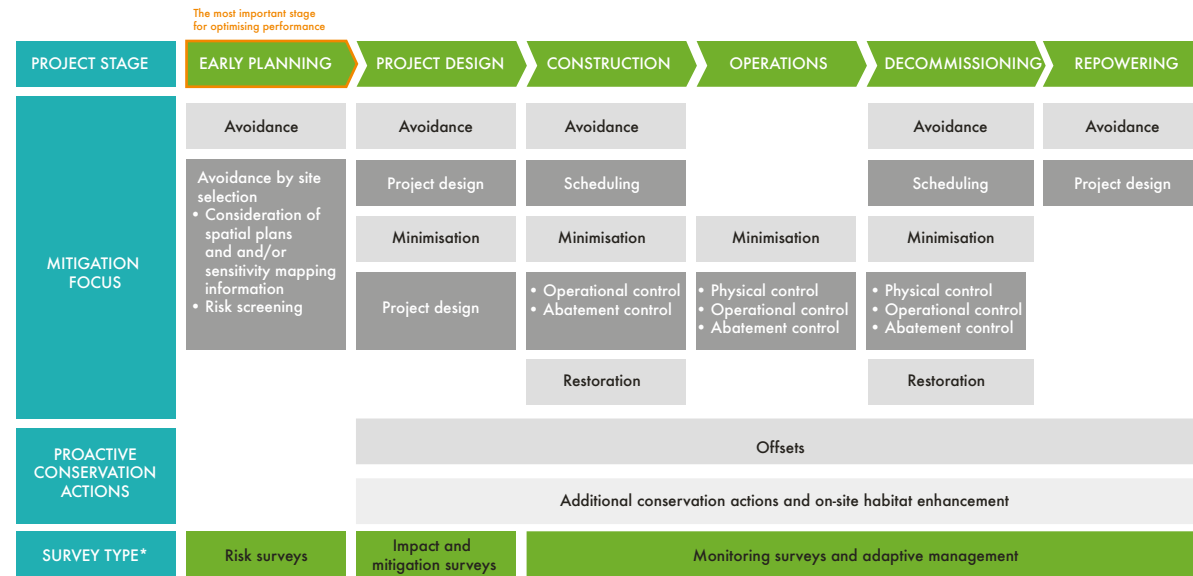 The most important stage
for optimising performance
PROJECT STAGE
EARLY PLANNING
PROJECT DESIGN
CONSTRUCTION
OPERATIONS
DECOMMISSIONING
REPOWERING
MITIGATION
FOCUS
Avoidance
Avoidance
Avoidance
Avoidance
Avoidance
Avoidance by site
selection
• Consideration of
spatial plans
and and/or
sensitivity mapping
information
• Risk screening
Project design
Scheduling
Scheduling
Project design
Minimisation
Minimisation
Minimisation
Minimisation
Project design
• Operational control
• Abatement control
• Physical control
• Operational control
• Abatement control
• Physical control
• Operational control
• Abatement control
Restoration
Restoration
PROACTIVE
CONSERVATION
ACTIONS
Offsets
Additional conservation actions and on-site habitat enhancement
SURVEY TYPE*
Risk surveys
Impact and
mitigation surveys
Monitoring surveys and adaptive management